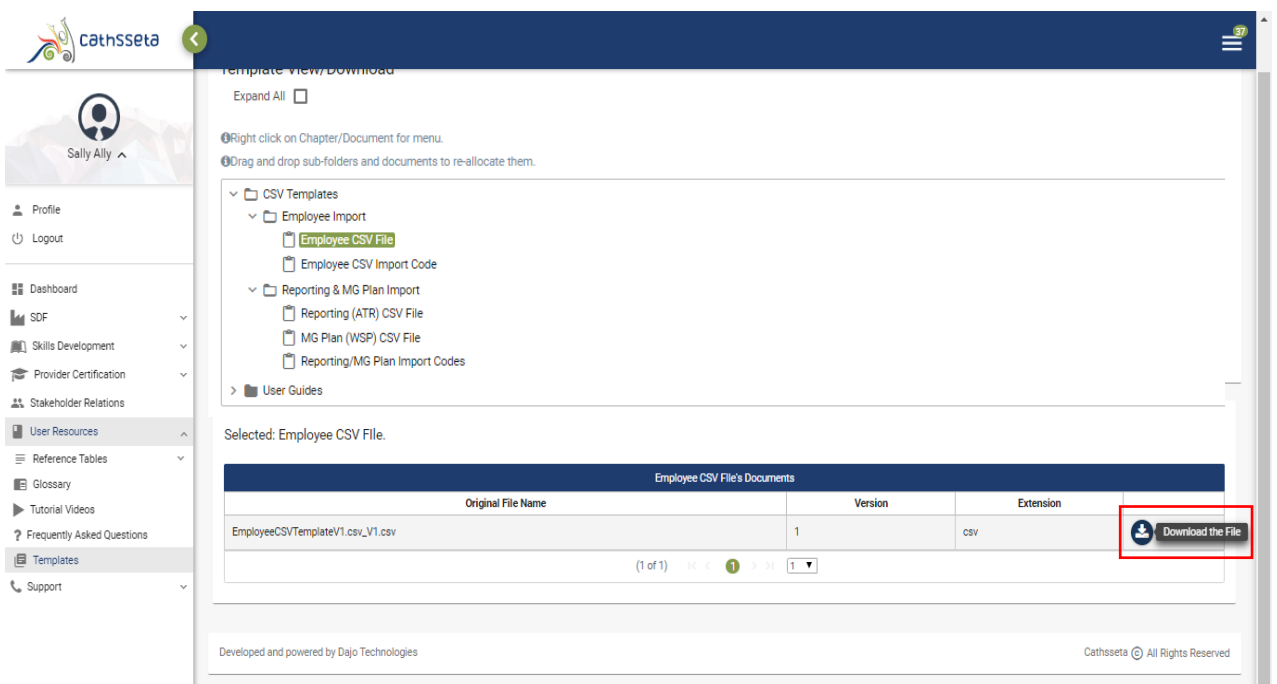 cathsseta
37
Template View/Download
Expand All
Right click on Chapter/Document for menu.
Drag and drop sub-folders and documents to re-allocate them.
Sally Ally
Profile
Logout
Dashboard
SDF
Skills Development
Provider Certification
Stakeholder Relations
User Resources
Reference Tables
Glossary
Tutorial Videos
Frequently Asked Questions
Templates
Support
CSV Templates
Employee Import
Employee CSV File
Employee CSV Import Code
Reporting & MG Plan Import
Reporting (ATR) CSV File
MG Plan (WSP) CSV File
Reporting/MG Plan Import Codes
User Guides
Selected: Employee CSV FIle.
Employee CSV FIle's Documents
Original File Name Version Extension
EmployeeCSVTemplateV1.csv_V1.csv 1 csv Download the File
(1 of 1) 1 1
Developed and powered by Dajo Technologies
Cathsseta © All Rights Reserved